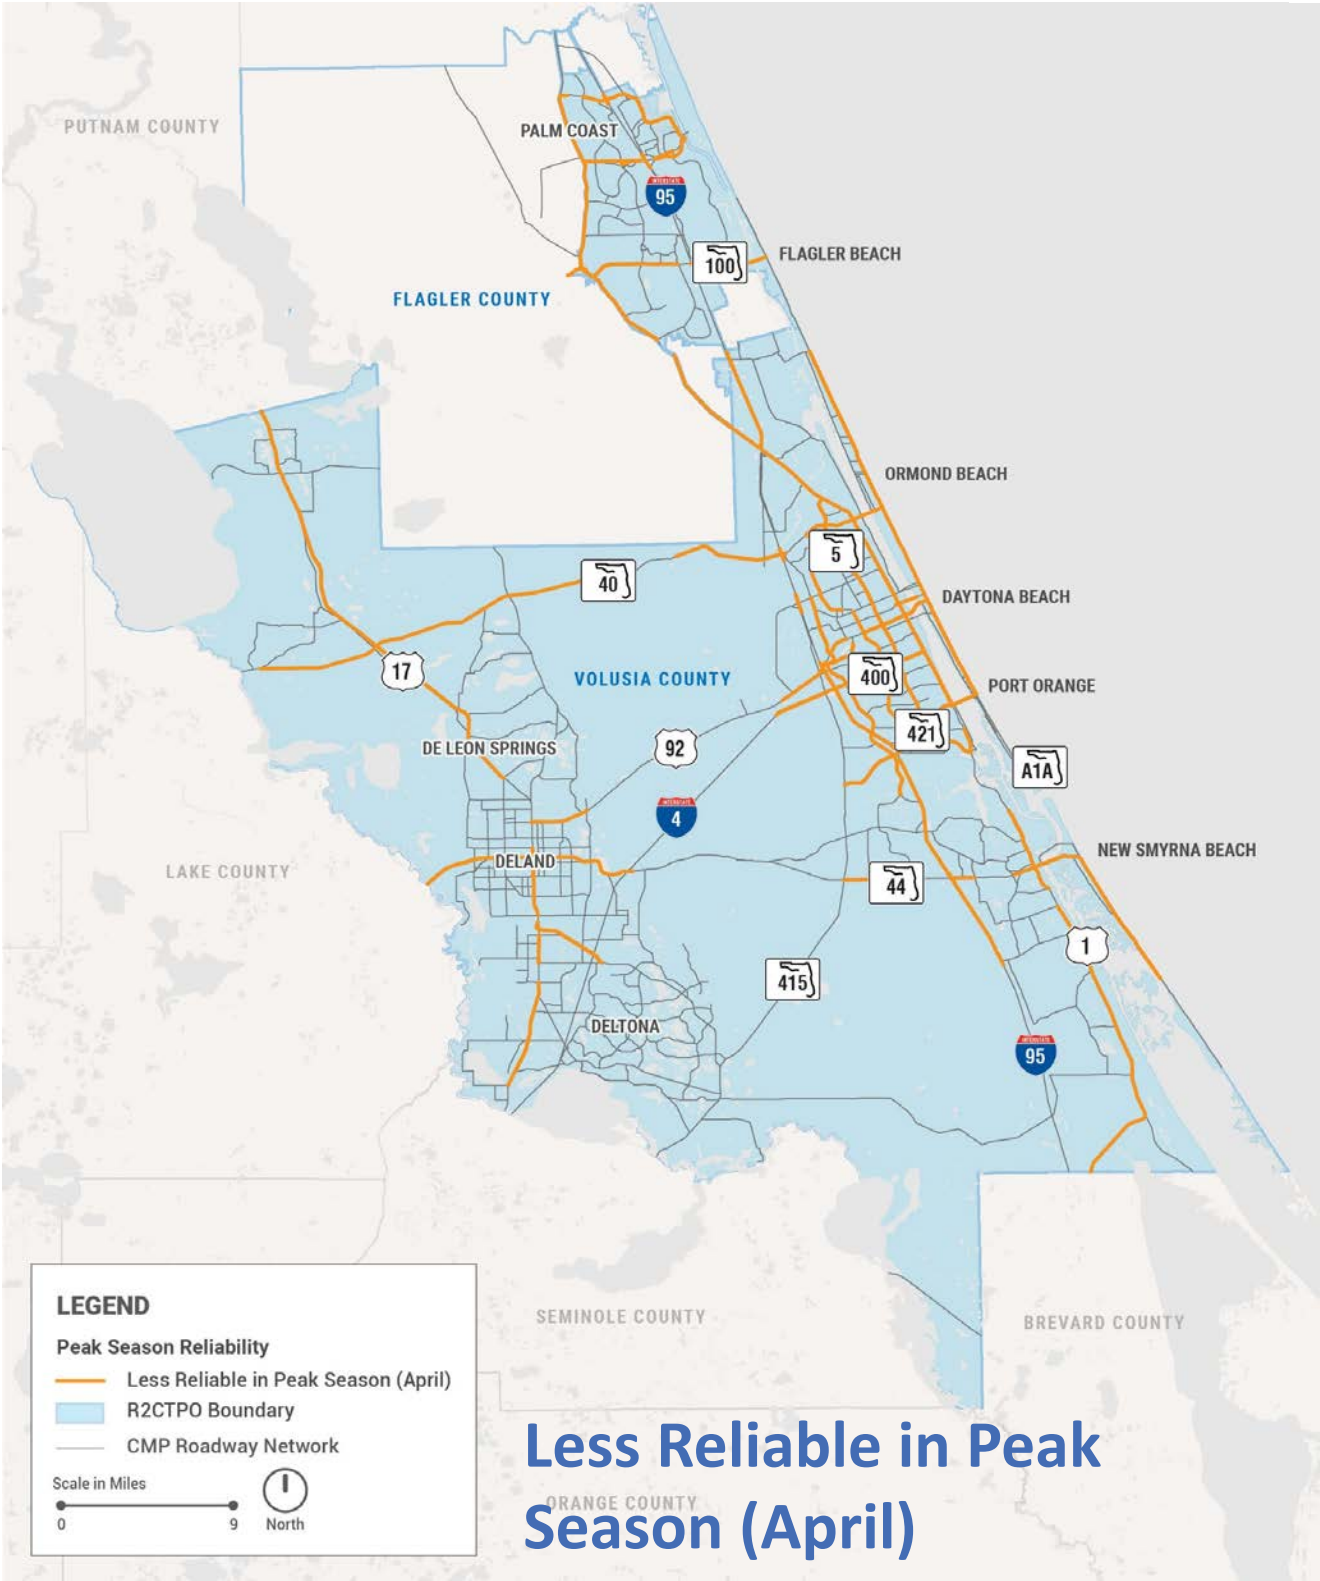 PUTNAM COUNTY
PALM COAST
INTERSTATE
95
100
FLAGLER BEACH
FLAGLER COUNTY
ORMOND BEACH
5
40
DAYTONA BEACH
17
VOLUSIA COUNTY
400
PORT ORANGE
421
DE LEON SPRINGS
92
A1A
INTERSTATE
4
NEW SMYRNA BEACH
DELAND
LAKE COUNTY
44
1
415
DELTONA
INTERSTATE
95
SEMINOLE COUNTY
BREVARD COUNTY
LEGEND
Peak Season Reliability
Less Reliable in Peak Season (April)
R2CTPO Boundary
CMP Roadway Network
Scale in Miles
0 9
North
ORANGE COUNTY
Less Reliable in Peak
Season (April)